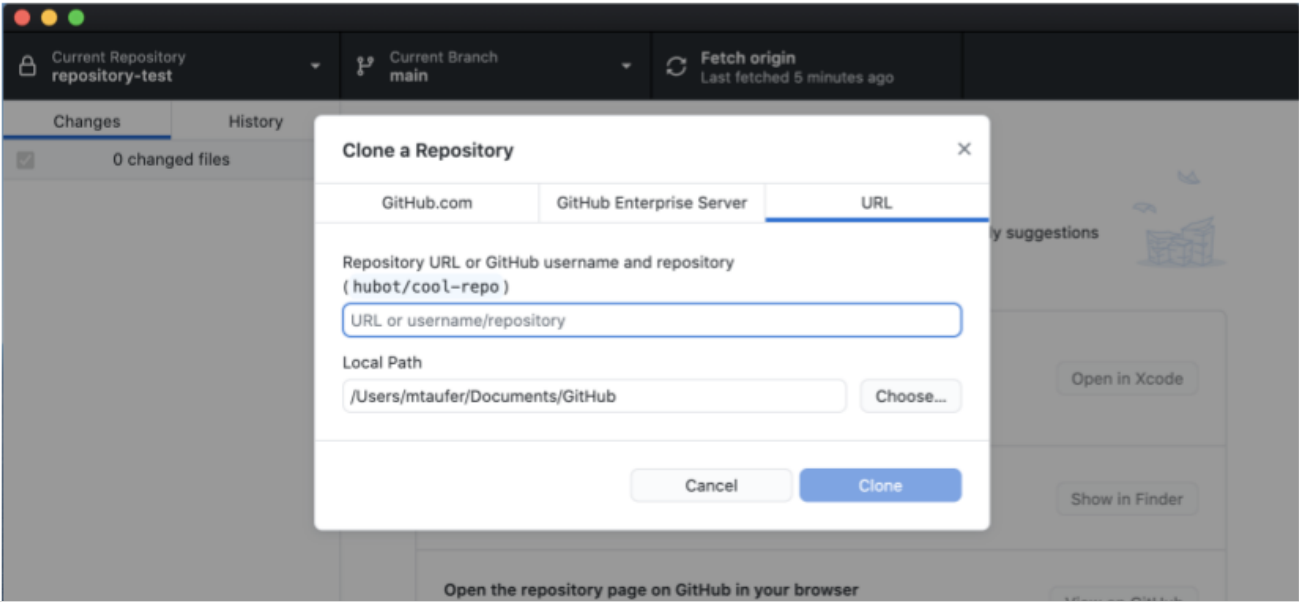 Current Repository
repository-test
Current Branch
main
Fetch origin
Last fetched 5 minutes ago
Changes
History
0 changed files
Clone a Repository
GitHub.com
GitHub Enterprise Server
URL
Repository URL or GitHub username and repository
(hubot/cool-repo)
URL or username/repository
Local Path
/Users/mtaufer/Documents/GitHub
Choose...
Cancel
Clone
ly suggestions
Open in Xcode
Show in Finder
Open the repository page on GitHub in your browser
View on GitHub